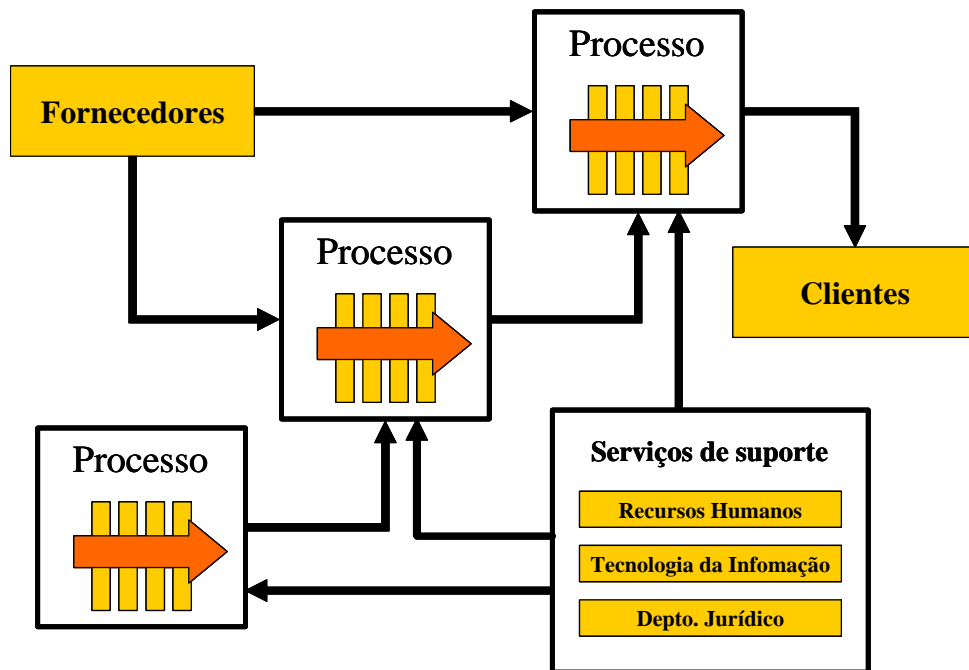 Processo
Fornecedores
Processo
Clientes
Processo
Serviços de suporte
Recursos Humanos
Tecnologia da Infomação
Depto. Jurídico